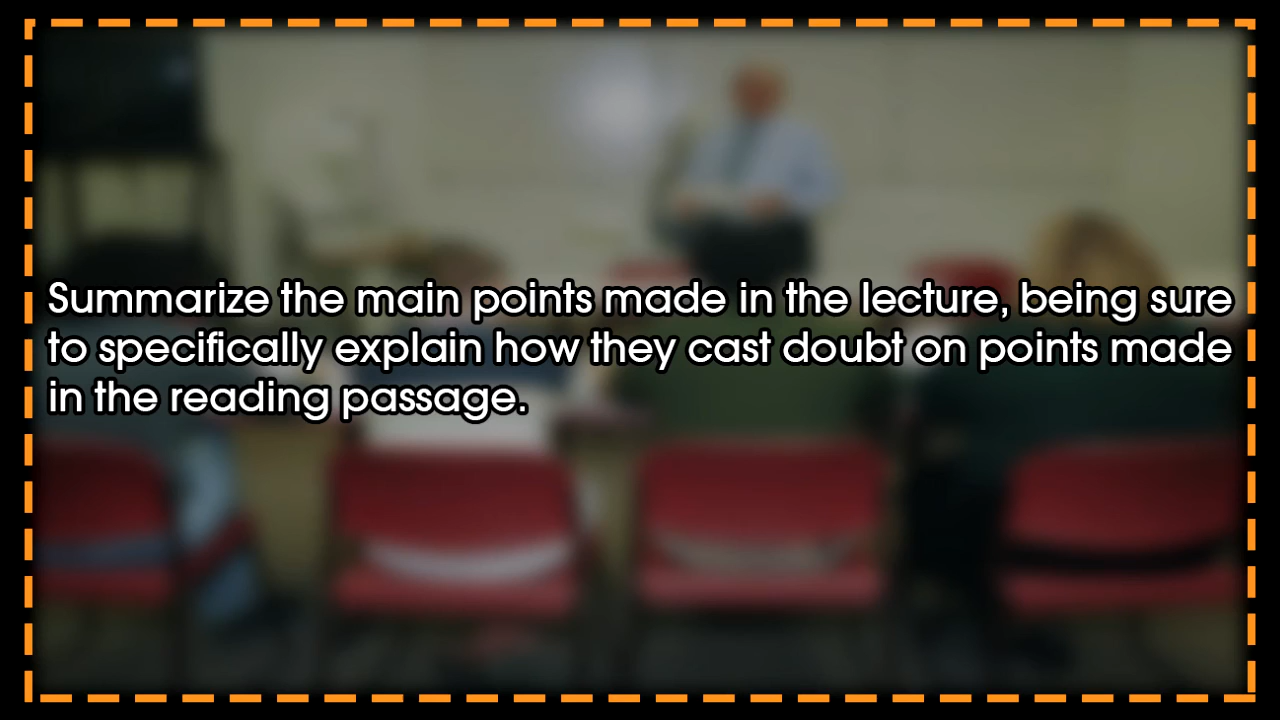 Summarize the main points made in the lecture, being sure
to specifically explain how they cast doubt on points made
in the reading passage.